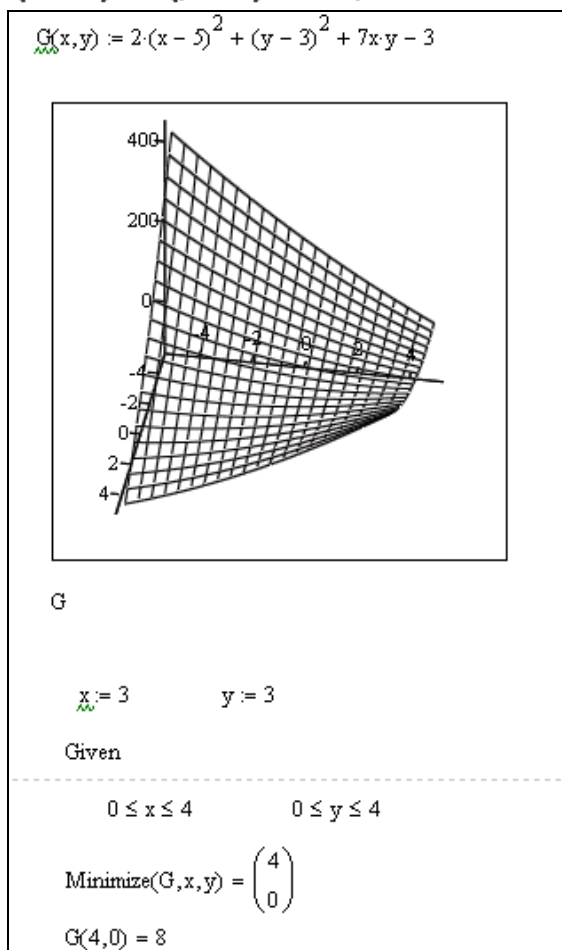 G(x,y) := 2·(x − 5)² + (y − 3)² + 7x·y − 3
400
200
0
-4 -2 0 2 4
-4
-2
0
2
4
G
x := 3 y := 3
Given
0 ≤ x ≤ 4 0 ≤ y ≤ 4
Minimize(G,x,y) = (4
0)
G(4,0) = 8